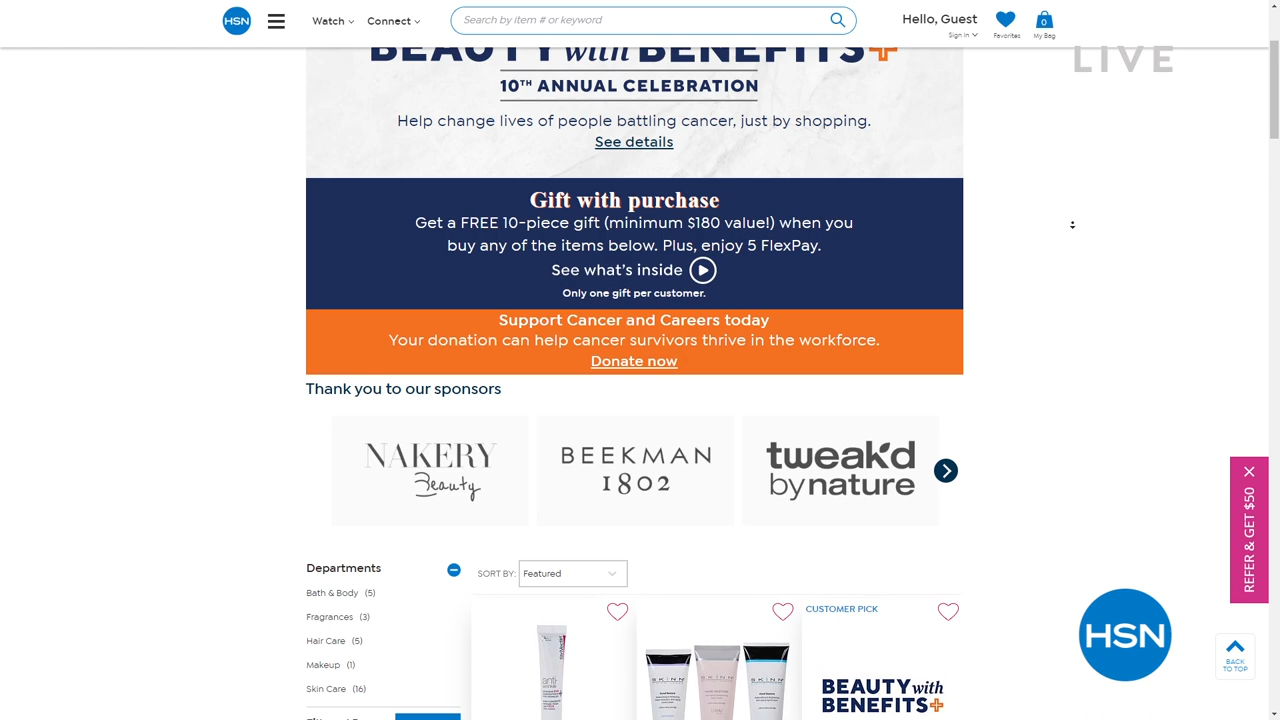 HSN
Watch
Connect
Search by item # or keyword
Hello, Guest
Sign In
Favorites
0
My Bag
LIVE
BEAUTY with BENEFITS+
10TH ANNUAL CELEBRATION
Help change lives of people battling cancer, just by shopping.
See details
Gift with purchase
Get a FREE 10-piece gift (minimum $180 value!) when you
buy any of the items below. Plus, enjoy 5 FlexPay.
See what's inside
Only one gift per customer.
Support Cancer and Careers today
Your donation can help cancer survivors thrive in the workforce.
Donate now
Thank you to our sponsors
NAKERY
Beauty
BEEKMAN
1802
tweak'd
by nature
REFER & GET $50
Departments
Bath & Body (5)
Fragrances (3)
Hair Care (5)
Makeup (1)
Skin Care (16)
SORT BY: Featured
CUSTOMER PICK
SKINN
SKINN
SKINN
BEAUTY with
BENEFITS+
HSN
BACK
TO TOP